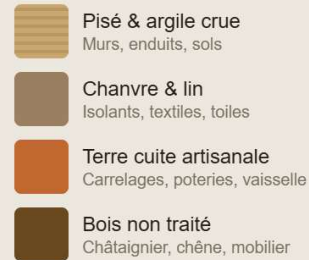 Pisé & argile crue
Murs, enduits, sols
Chanvre & lin
Isolants, textiles, toiles
Terre cuite artisanale
Carrelages, poteries, vaisselle
Bois non traité
Châtaignier, chêne, mobilier